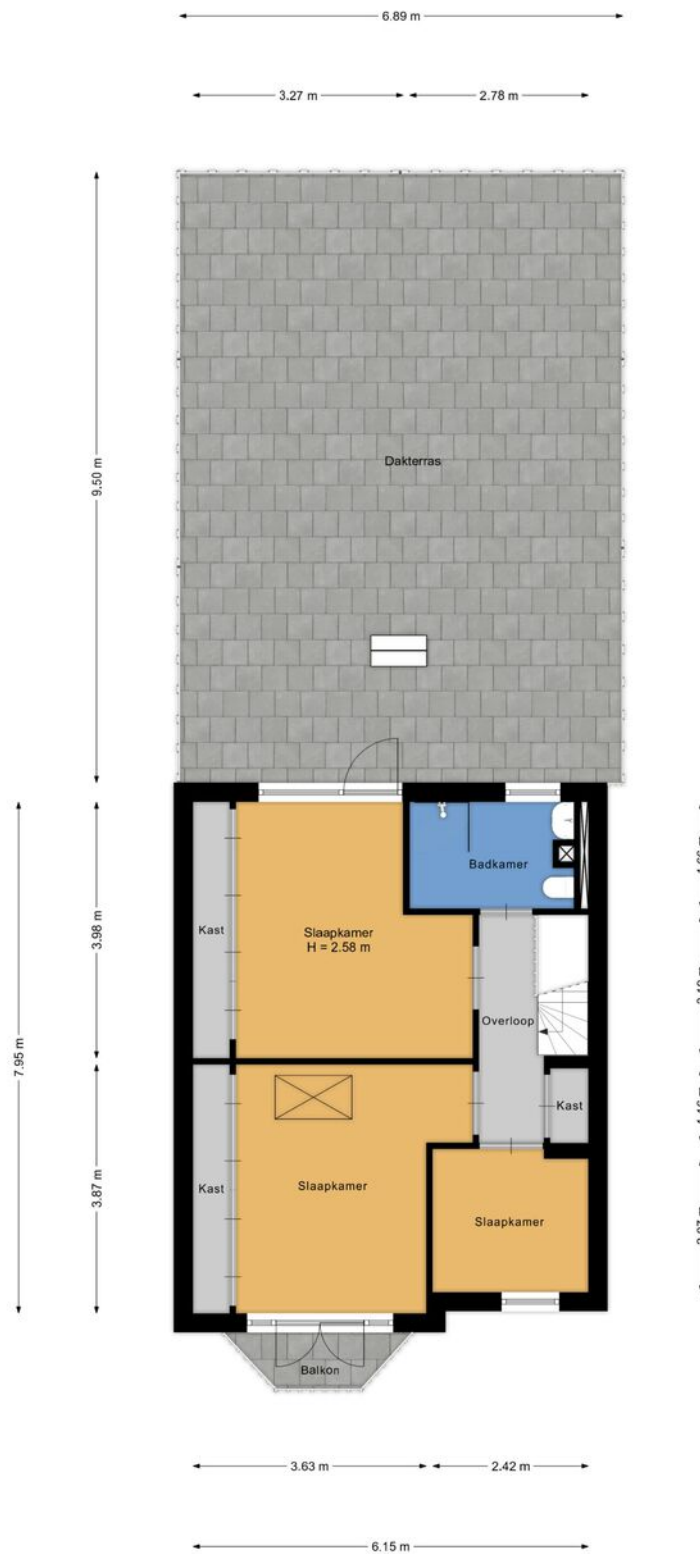 6.89 m
3.27 m
2.78 m
9.50 m
Dakterras
Badkamer
Kast
Slaapkamer
H = 2.58 m
3.98 m
Overloop
7.95 m
Kast
Kast
Slaapkamer
3.87 m
Slaapkamer
Balkon
3.63 m
2.42 m
6.15 m